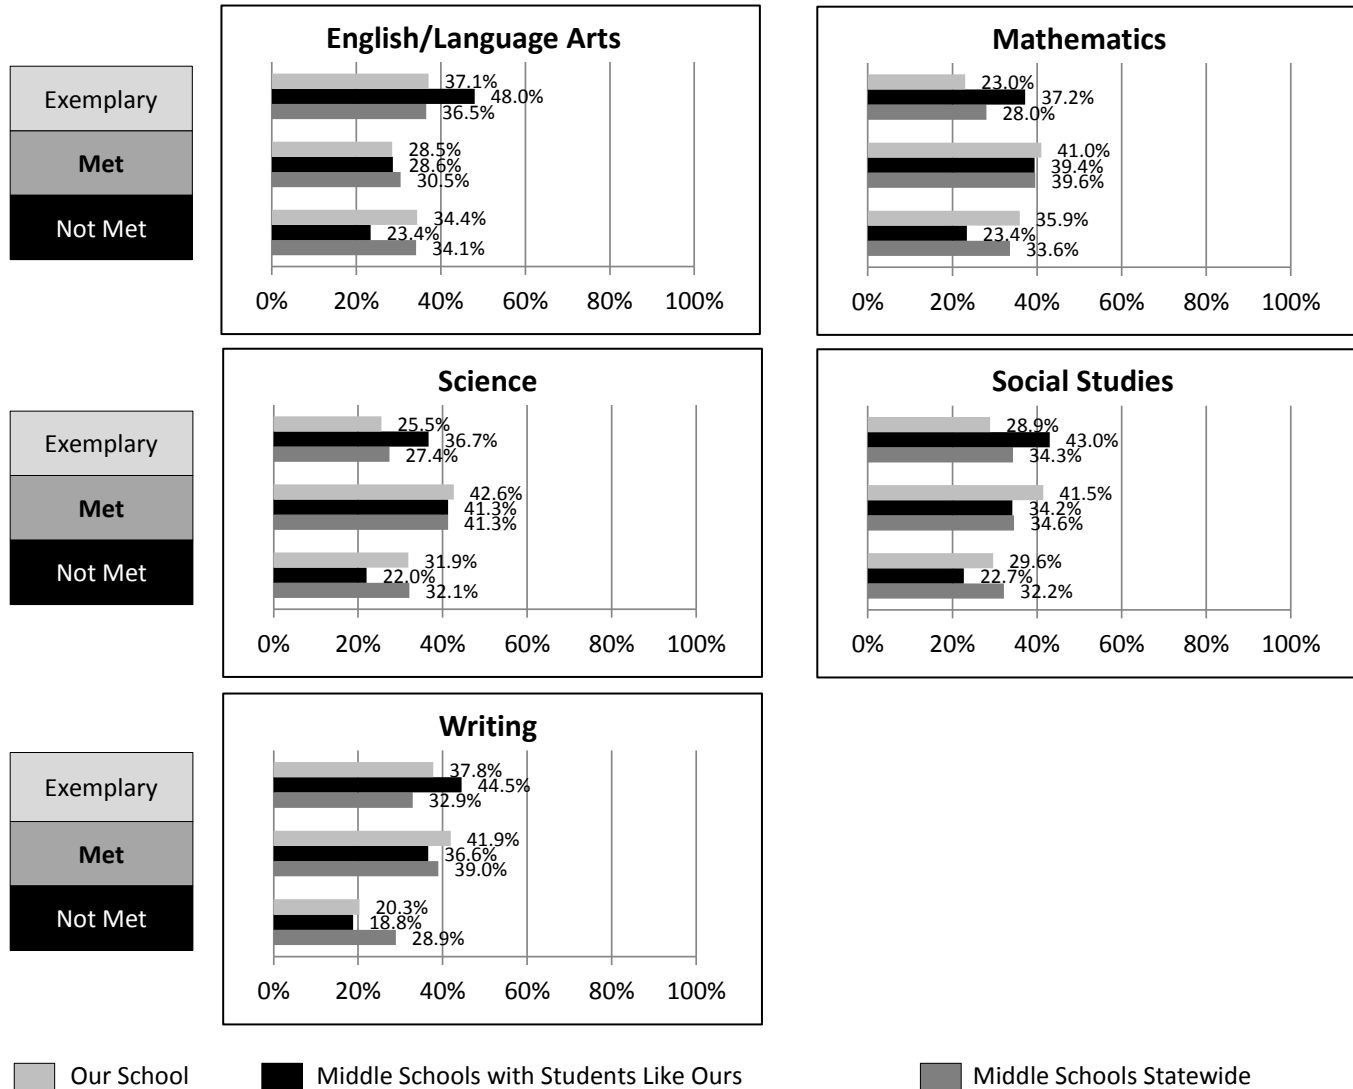 English/Language Arts
Exemplary
Met
Not Met
37.1%
48.0%
36.5%
28.5%
28.6%
30.5%
34.4%
23.4%
34.1%
0% 20% 40% 60% 80% 100%
Mathematics
23.0%
37.2%
28.0%
41.0%
39.4%
39.6%
35.9%
23.4%
33.6%
0% 20% 40% 60% 80% 100%
Science
Exemplary
Met
Not Met
25.5%
36.7%
27.4%
42.6%
41.3%
41.3%
31.9%
22.0%
32.1%
0% 20% 40% 60% 80% 100%
Social Studies
28.9%
43.0%
34.3%
41.5%
34.2%
34.6%
29.6%
22.7%
32.2%
0% 20% 40% 60% 80% 100%
Writing
Exemplary
Met
Not Met
37.8%
44.5%
32.9%
41.9%
36.6%
39.0%
20.3%
18.8%
28.9%
0% 20% 40% 60% 80% 100%
Our School
Middle Schools with Students Like Ours
Middle Schools Statewide